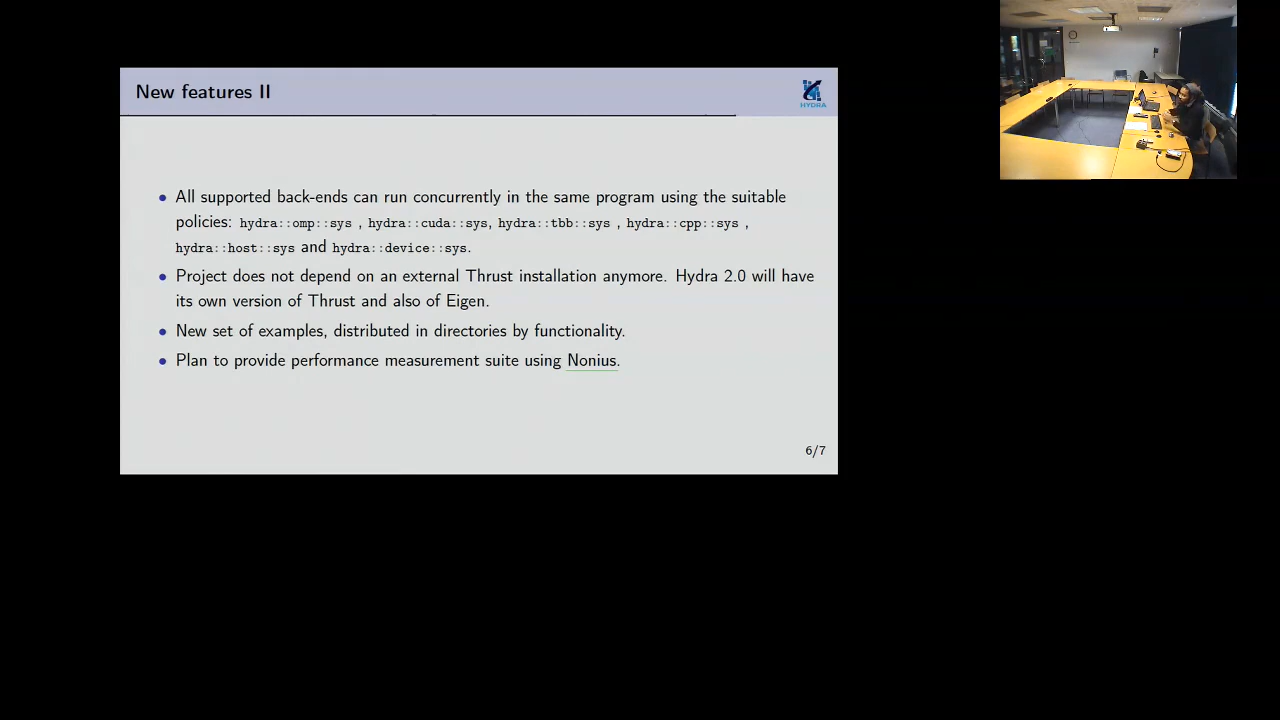 New features II
HYDRA
All supported back-ends can run concurrently in the same program using the suitable
policies: hydra::omp::sys , hydra::cuda::sys, hydra::tbb::sys , hydra::cpp::sys ,
hydra::host::sys and hydra::device::sys.
Project does not depend on an external Thrust installation anymore. Hydra 2.0 will have
its own version of Thrust and also of Eigen.
New set of examples, distributed in directories by functionality.
Plan to provide performance measurement suite using Nonius.
6/7